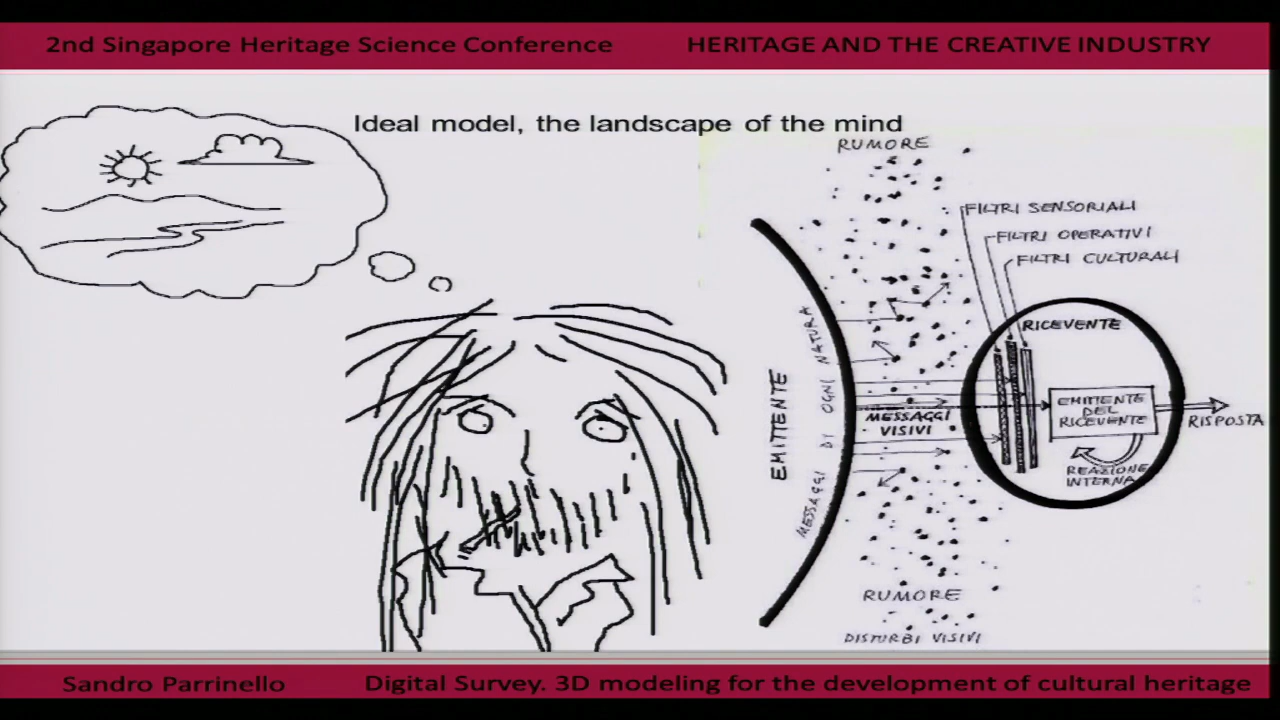 2nd Singapore Heritage Science Conference HERITAGE AND THE CREATIVE INDUSTRY
Ideal model, the landscape of the mind
RUMORE
FILTRI SENSORIALI
FILTRI OPERATIVI
FILTRI CULTURALI
RICEVENTE
EMITTENTE
MESSAGGI DI OGNI NATURA
MESSAGGI
VISIVI
EMITTENTE
DEL
RICEVENTE
RISPOSTA
REAZIONE
INTERNA
RUMORE
DISTURBI VISIVI
Sandro Parrinello Digital Survey. 3D modeling for the development of cultural heritage